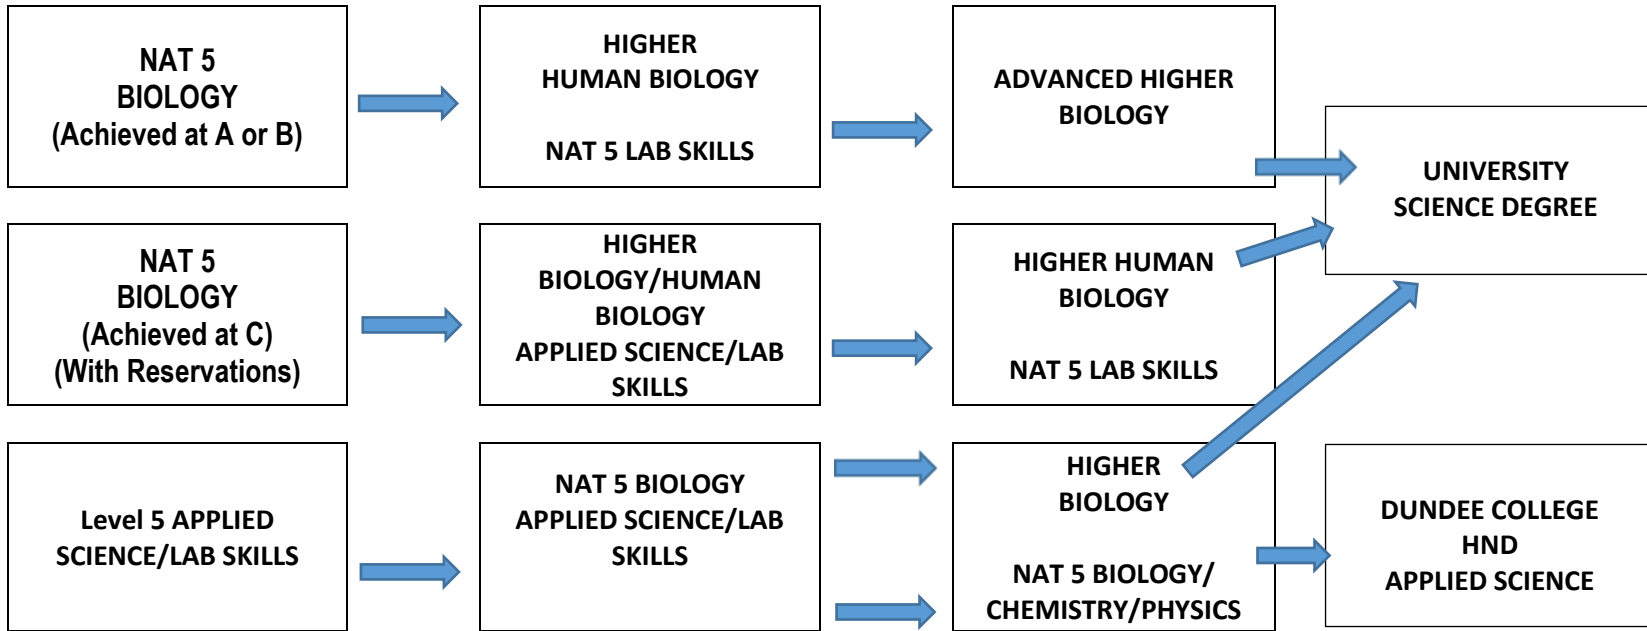 NAT 5
BIOLOGY
(Achieved at A or B)
HIGHER
HUMAN BIOLOGY
NAT 5 LAB SKILLS
ADVANCED HIGHER
BIOLOGY
UNIVERSITY
SCIENCE DEGREE
NAT 5
BIOLOGY
(Achieved at C)
(With Reservations)
HIGHER
BIOLOGY/HUMAN
BIOLOGY
APPLIED SCIENCE/LAB
SKILLS
HIGHER HUMAN
BIOLOGY
NAT 5 LAB SKILLS
Level 5 APPLIED
SCIENCE/LAB SKILLS
NAT 5 BIOLOGY
APPLIED SCIENCE/LAB
SKILLS
HIGHER
BIOLOGY
NAT 5 BIOLOGY/
CHEMISTRY/PHYSICS
DUNDEE COLLEGE
HND
APPLIED SCIENCE